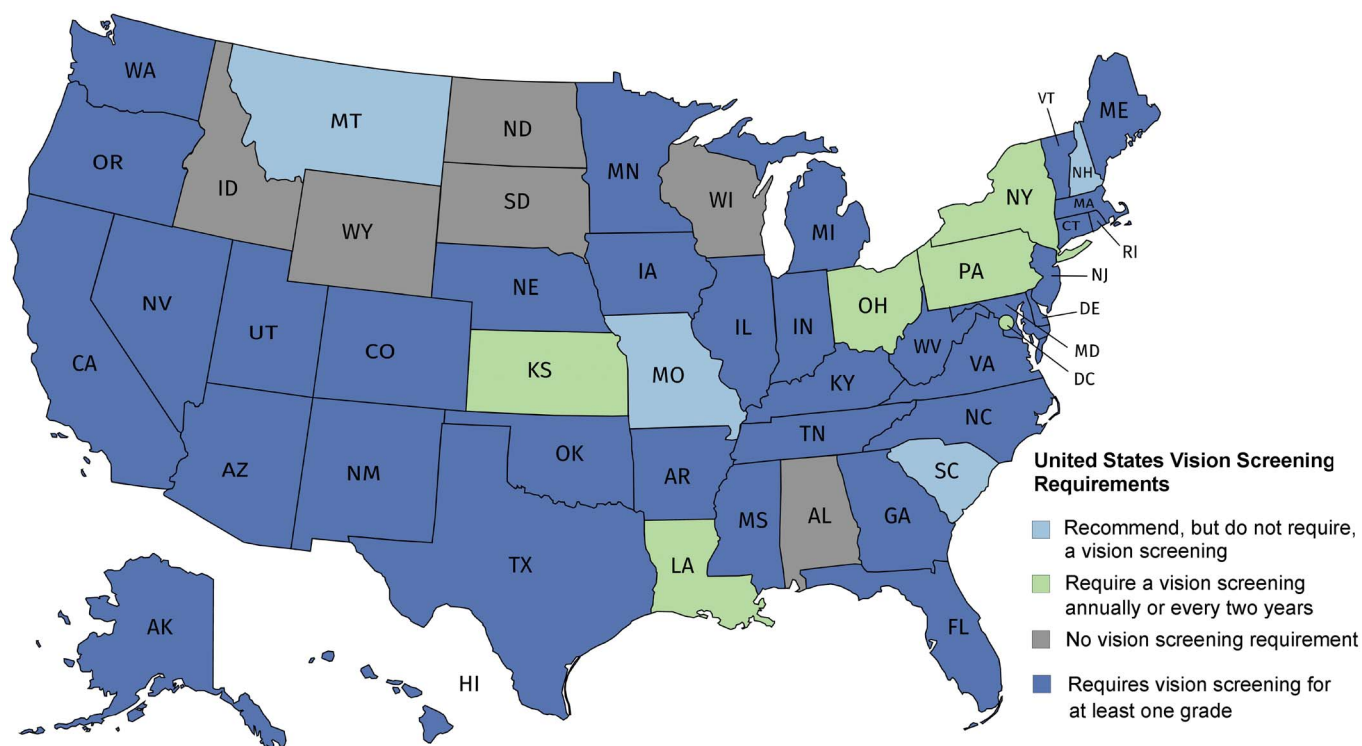 WA
MT
ND
MN
VT
ME
OR
ID
SD
WI
NY
NH
WY
MI
MA
CT
RI
NE
IA
PA
NJ
NV
UT
CO
IL
IN
OH
DE
CA
KS
MO
KY
WV
VA
MD
DC
AZ
NM
OK
AR
TN
NC
SC
MS
AL
GA
TX
LA
FL
AK
HI
United States Vision Screening
Requirements
Recommend, but do not require,
a vision screening
Require a vision screening
annually or every two years
No vision screening requirement
Requires vision screening for
at least one grade